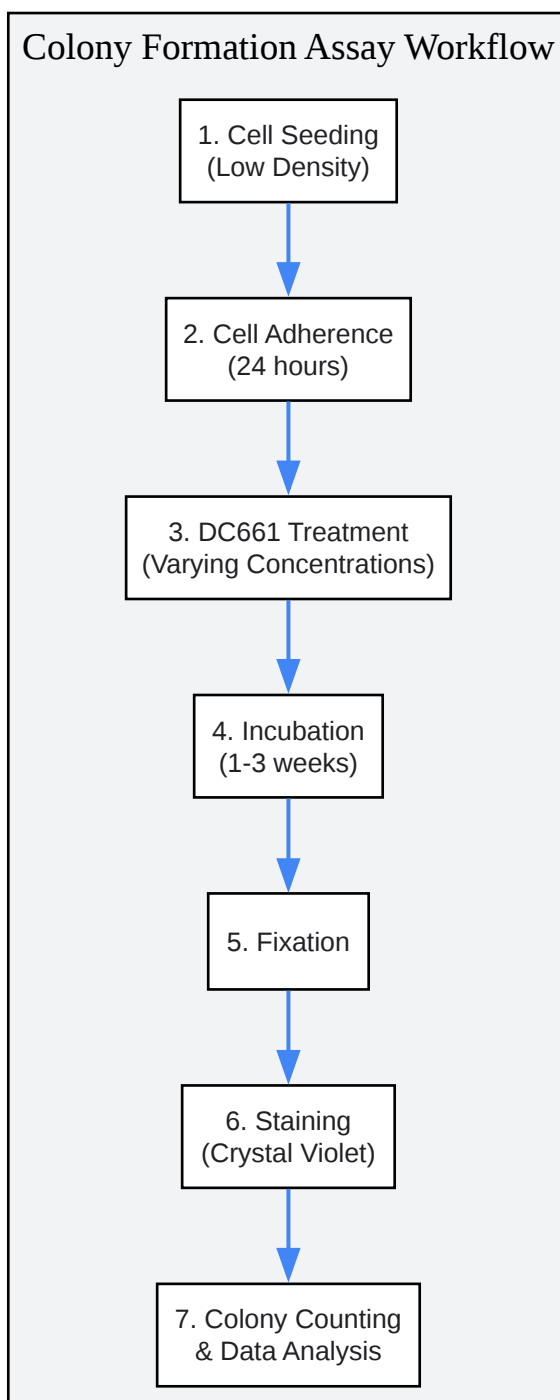 Colony Formation Assay Workflow
1. Cell Seeding
(Low Density)
2. Cell Adherence
(24 hours)
3. DC661 Treatment
(Varying Concentrations)
4. Incubation
(1-3 weeks)
5. Fixation
6. Staining
(Crystal Violet)
7. Colony Counting
& Data Analysis